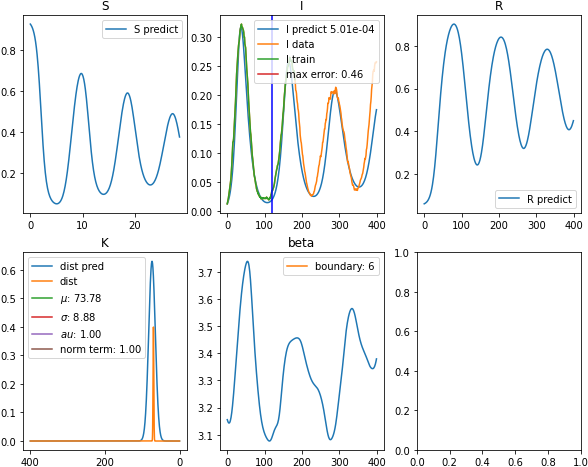 S
I
R
S predict
I predict 5.01e-04
I data
I train
max error: 0.46
R predict
0.8
0.6
0.4
0.2
0.30
0.25
0.20
0.15
0.10
0.05
0.00
0.8
0.6
0.4
0.2
0 10 20
0 100 200 300 400
0 100 200 300 400
K
beta
dist pred
dist
μ: 73.78
σ: 8.88
au: 1.00
norm term: 1.00
boundary: 6
0.6
0.5
0.4
0.3
0.2
0.1
0.0
3.7
3.6
3.5
3.4
3.3
3.2
3.1
1.0
0.8
0.6
0.4
0.2
0.0
400 200 0
0 100 200 300 400
0.0 0.2 0.4 0.6 0.8 1.0